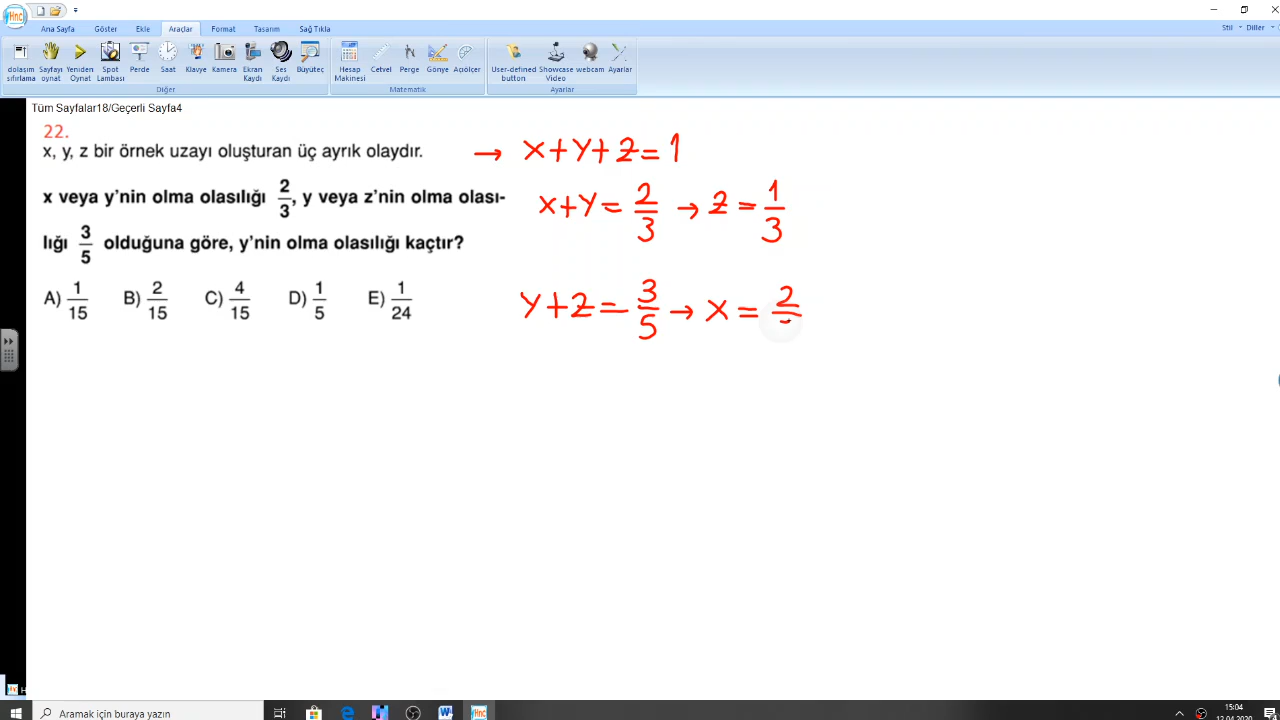 Ana Sayfa Göster Ekle Araçlar Format Tasarım Sağ Tıkla
Stil Diller
dolaşım sıfırlama Sayfayı oynat Yeniden Oynat Spot Lambası Perde Saat Klavye Kamera Ekran Kaydı Ses Kaydı Büyüteç Hesap Makinesi Cetvel Perge Gönye Açıölçer User-defined button Showcase Video webcam Ayarlar
Diğer Matematik Ayarlar
Tüm Sayfalar18/Geçerli Sayfa4
22.
x, y, z bir örnek uzayı oluşturan üç ayrık olaydır.
x veya y'nin olma olasılığı 2/3, y veya z'nin olma olası-
lığı 3/5 olduğuna göre, y'nin olma olasılığı kaçtır?
A) 1/15 B) 2/15 C) 4/15 D) 1/5 E) 1/24
→ x+y+z=1
x+y= 2/3 → z= 1/3
y+z= 3/5 → x= 2/
Aramak için buraya yazın
15:04
12.04.2020